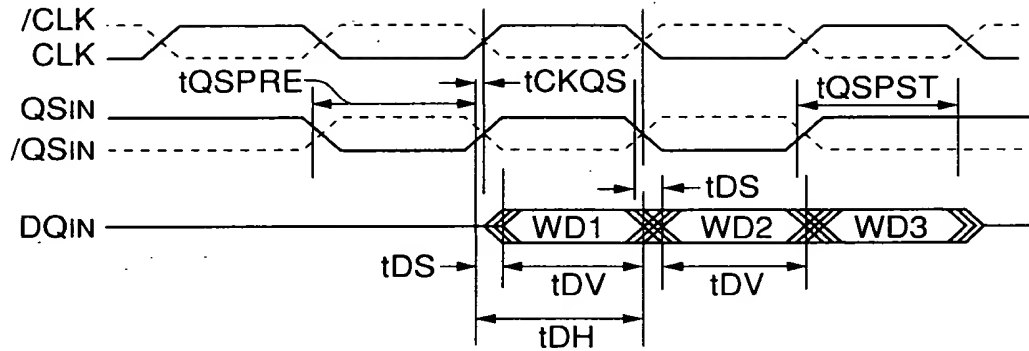 /CLK
CLK
tQSPRE
tCKQS
tQSPST
QSIN
/QSIN
tDS
DQIN
WD1
WD2
WD3
tDS
tDV
tDV
tDH